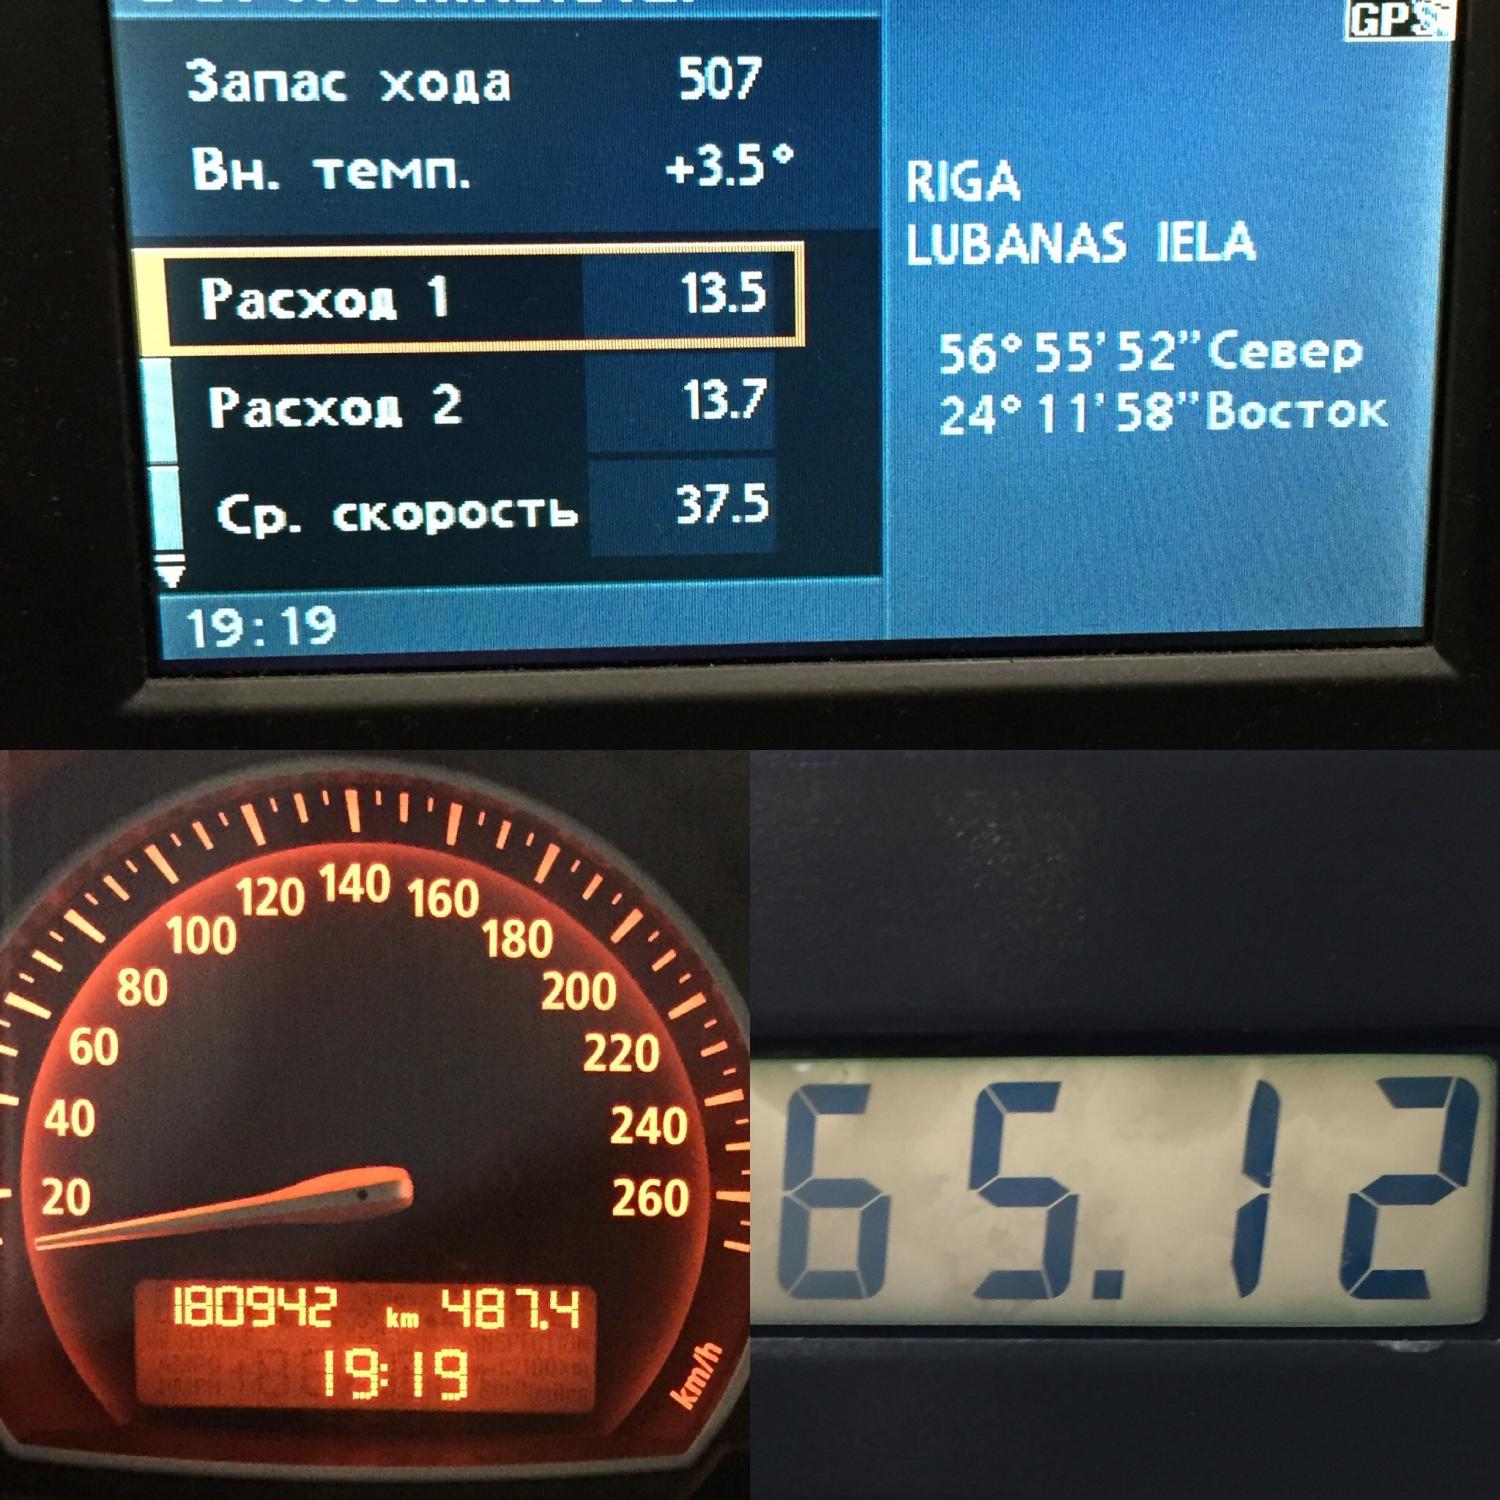 GPS
Запас хода 507
Вн. темп. +3.5°
Расход 1 13.5
Расход 2 13.7
Ср. скорость 37.5
19:19
RIGA
LUBANAS IELA
56°55'52"Север
24°11'58"Восток
20
40
60
80
100
120
140
160
180
200
220
240
260
180942 km 487.4
19:19
km/h
65.12